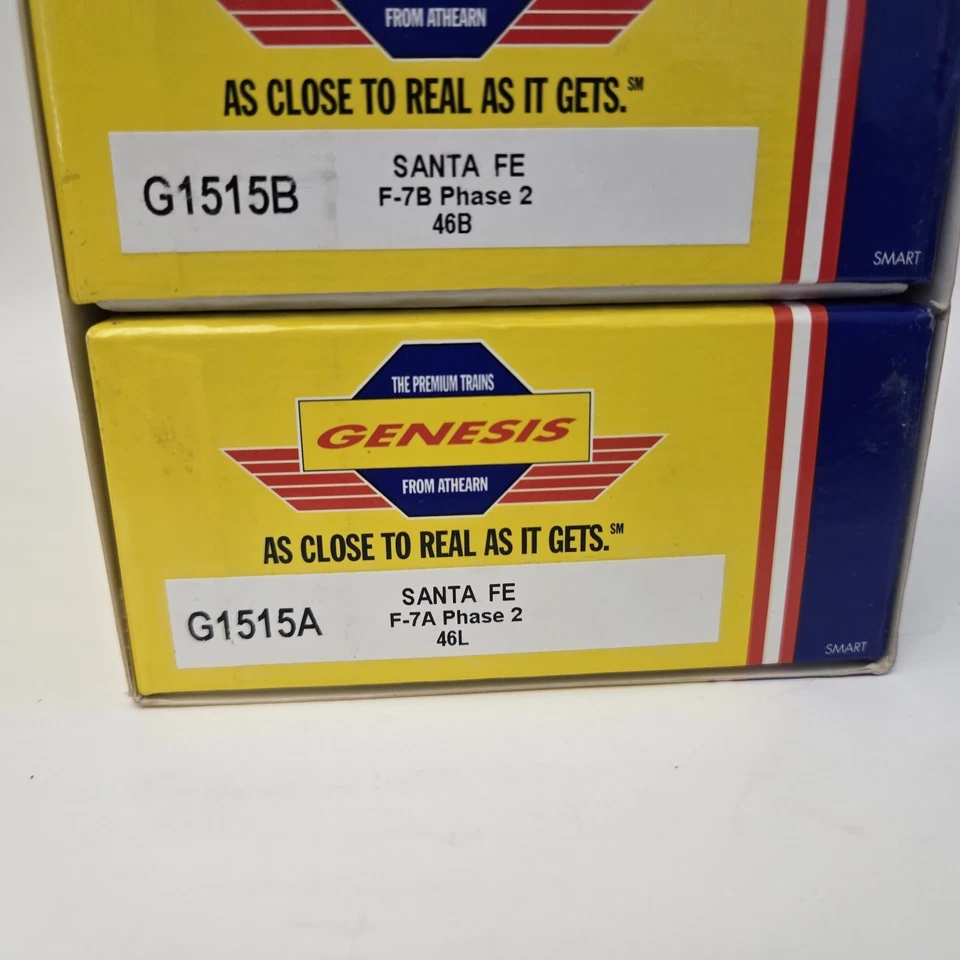 FROM ATHEARN
AS CLOSE TO REAL AS IT GETS.℠
G1515B
SANTA FE
F-7B Phase 2
46B
SMART
THE PREMIUM TRAINS
GENESIS
FROM ATHEARN
AS CLOSE TO REAL AS IT GETS.℠
G1515A
SANTA FE
F-7A Phase 2
46L
SMART